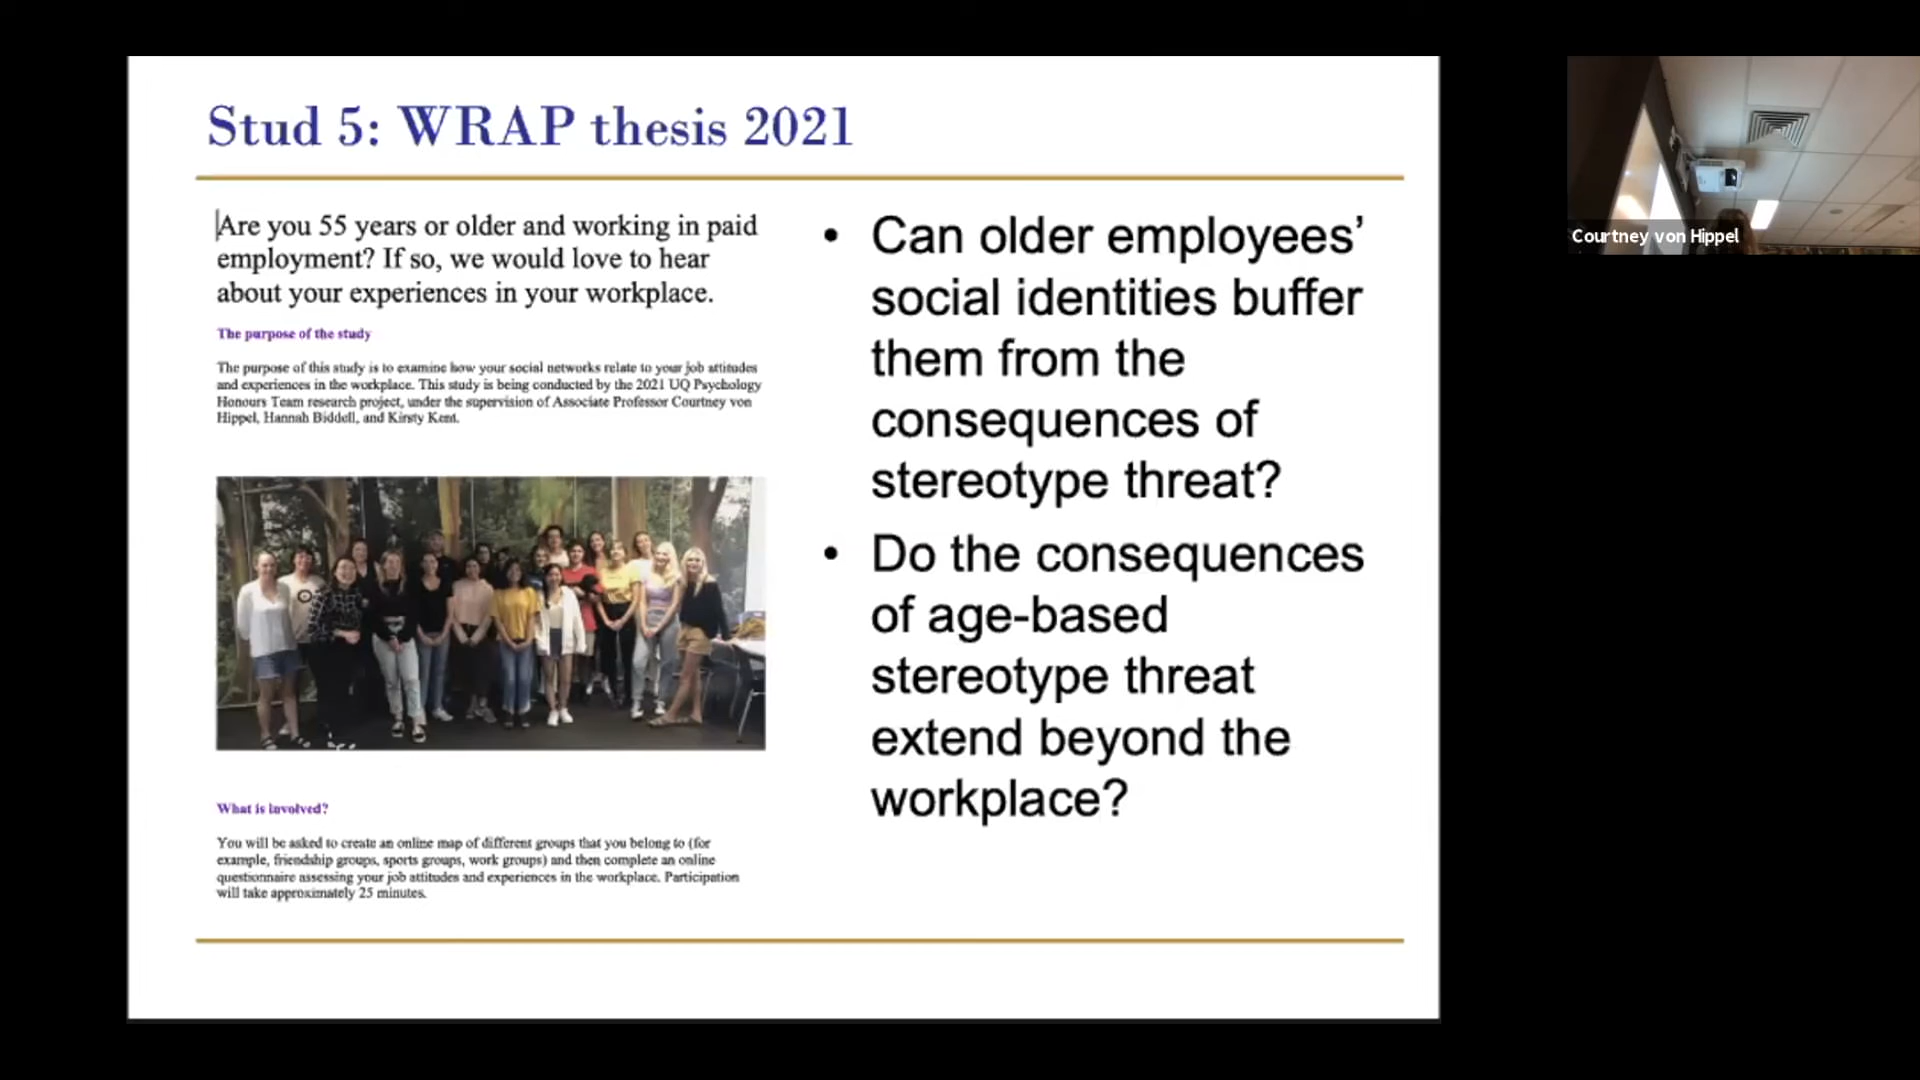 Stud 5: WRAP thesis 2021
Are you 55 years or older and working in paid
employment? If so, we would love to hear
about your experiences in your workplace.
The purpose of the study
The purpose of this study is to examine how your social networks relate to your job attitudes
and experiences in the workplace. This study is being conducted by the 2021 UQ Psychology
Honours Team research project, under the supervision of Associate Professor Courtney von
Hippel, Hannah Biddell, and Kirsty Kent.
What is involved?
You will be asked to create an online map of different groups that you belong to (for
example, friendship groups, sports groups, work groups) and then complete an online
questionnaire assessing your job attitudes and experiences in the workplace. Participation
will take approximately 25 minutes.
• Can older employees’
social identities buffer
them from the
consequences of
stereotype threat?
• Do the consequences
of age-based
stereotype threat
extend beyond the
workplace?
Courtney von Hippel